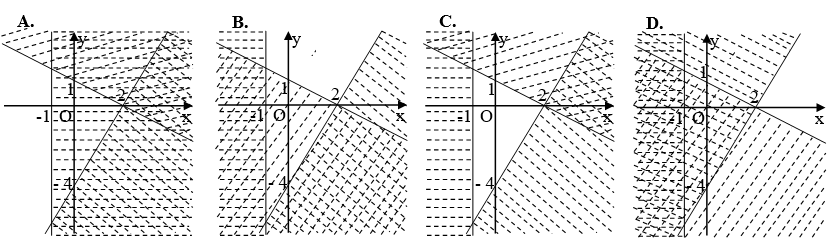 A. B. C. D.
y y y y
1 2 1 2 1 2 1 2
-1 O x -1 O x -1 O x -1 O x
-4 -4 -4 -4